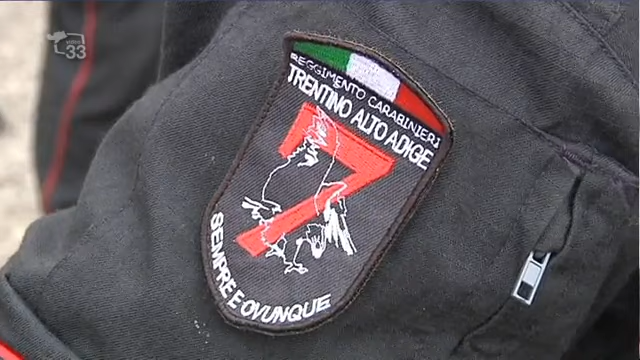 33
REGGIMENTO CARABINIERI
TRENTINO ALTO ADIGE
7
SEMPRE E OVUNQUE